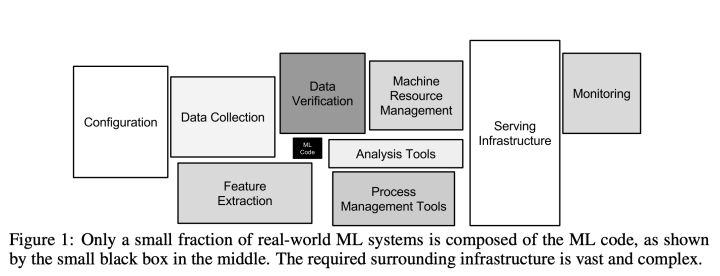 Configuration
Data Collection
Data
Verification
Machine
Resource
Management
Serving
Infrastructure
Monitoring
ML
Code
Analysis Tools
Feature
Extraction
Process
Management Tools
Figure 1: Only a small fraction of real-world ML systems is composed of the ML code, as shown
by the small black box in the middle. The required surrounding infrastructure is vast and complex.